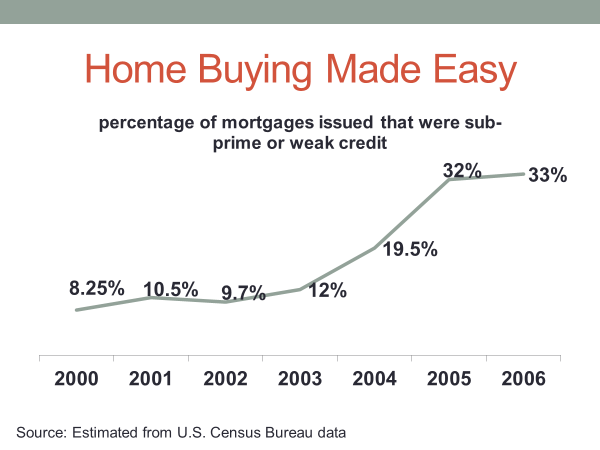 Home Buying Made Easy
percentage of mortgages issued that were sub-
prime or weak credit
8.25%
10.5%
9.7%
12%
19.5%
32%
33%
2000 2001 2002 2003 2004 2005 2006
Source: Estimated from U.S. Census Bureau data